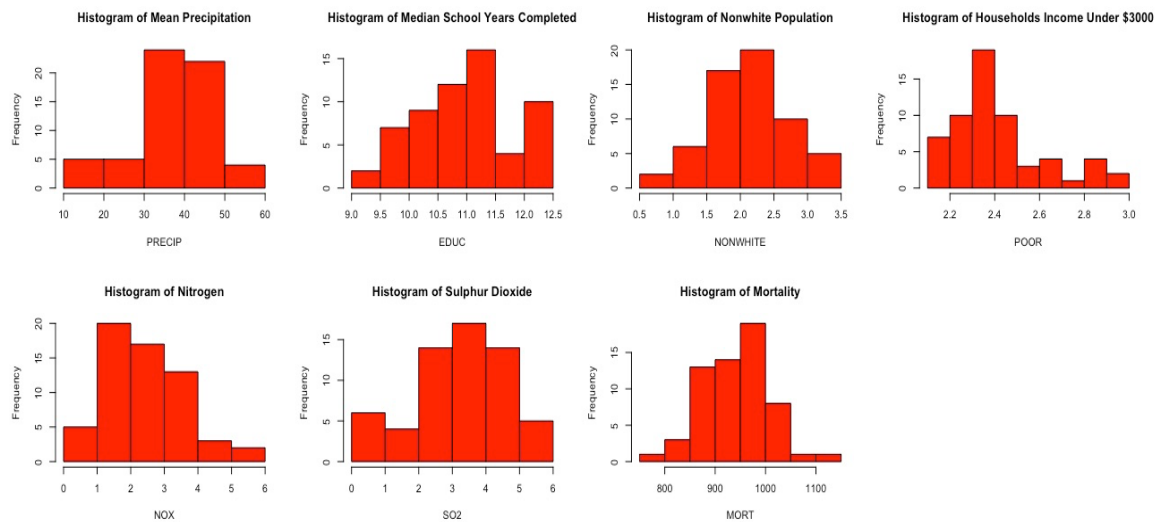 Histogram of Mean Precipitation
Frequency
0 5 10 15 20
10 20 30 40 50 60
PRECIP
Histogram of Median School Years Completed
Frequency
0 5 10 15
9.0 9.5 10.0 10.5 11.0 11.5 12.0 12.5
EDUC
Histogram of Nonwhite Population
Frequency
0 5 10 15 20
0.5 1.0 1.5 2.0 2.5 3.0 3.5
NONWHITE
Histogram of Households Income Under $3000
Frequency
0 5 10 15
2.2 2.4 2.6 2.8 3.0
POOR
Histogram of Nitrogen
Frequency
0 5 10 15 20
0 1 2 3 4 5 6
NOX
Histogram of Sulphur Dioxide
Frequency
0 5 10 15
0 1 2 3 4 5 6
SO2
Histogram of Mortality
Frequency
0 5 10 15
800 900 1000 1100
MORT